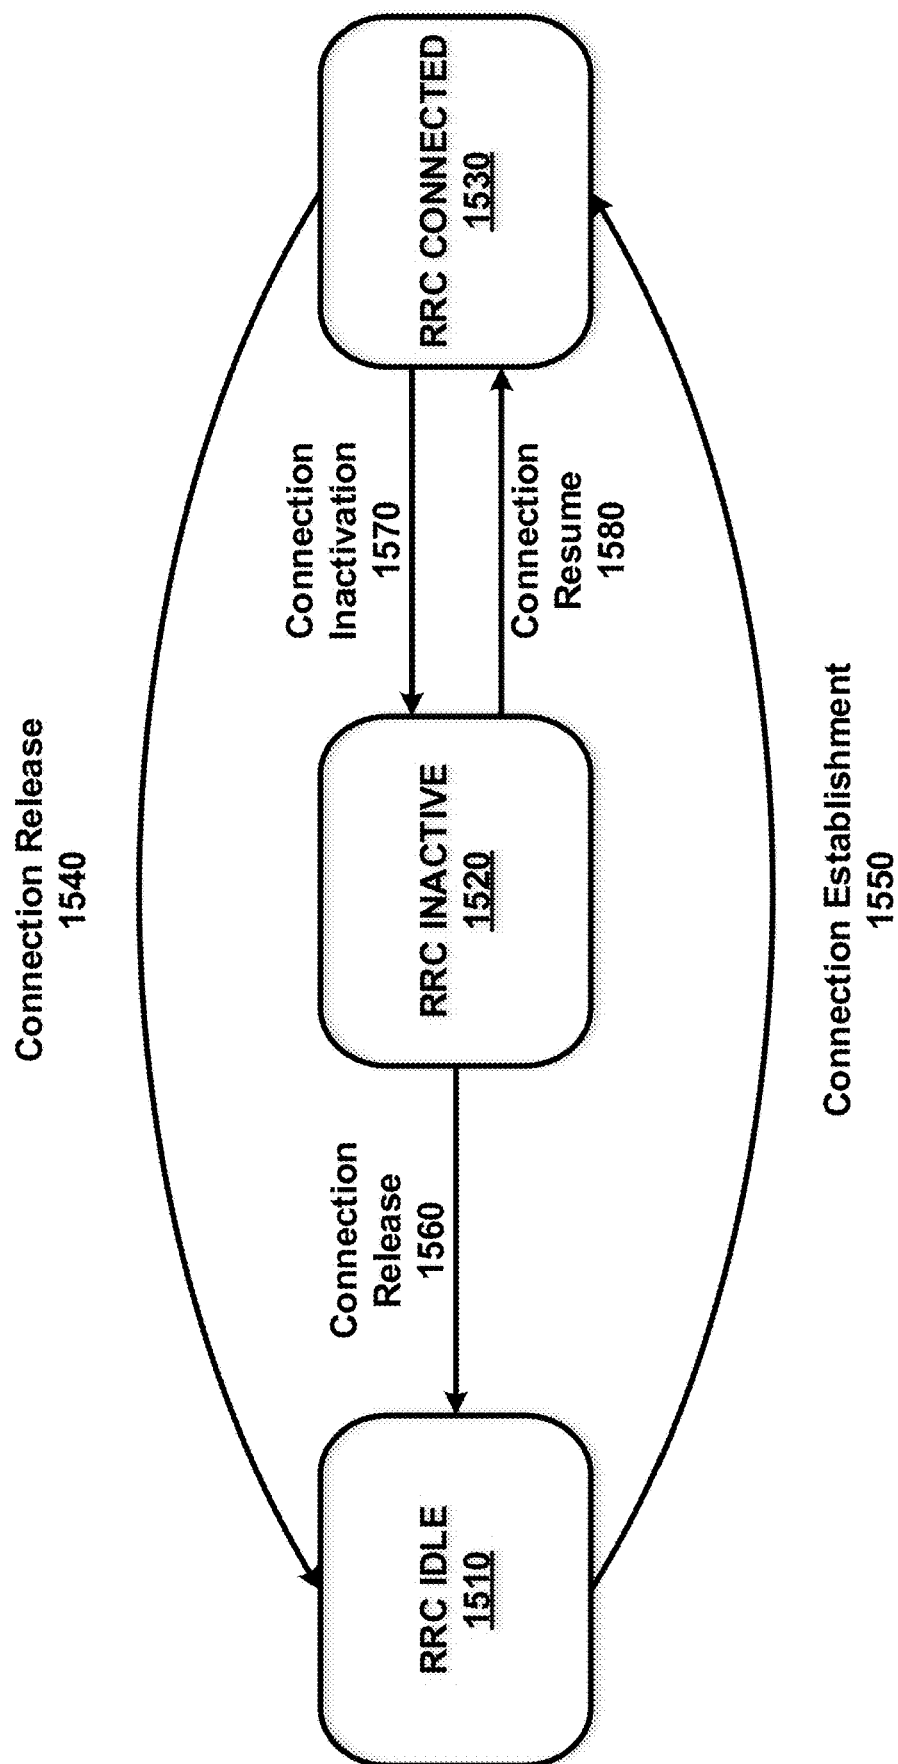 Connection Release
1540
RRC IDLE
1510
Connection
Release
1560
RRC INACTIVE
1520
Connection
Inactivation
1570
Connection
Resume
1580
RRC CONNECTED
1530
Connection Establishment
1550